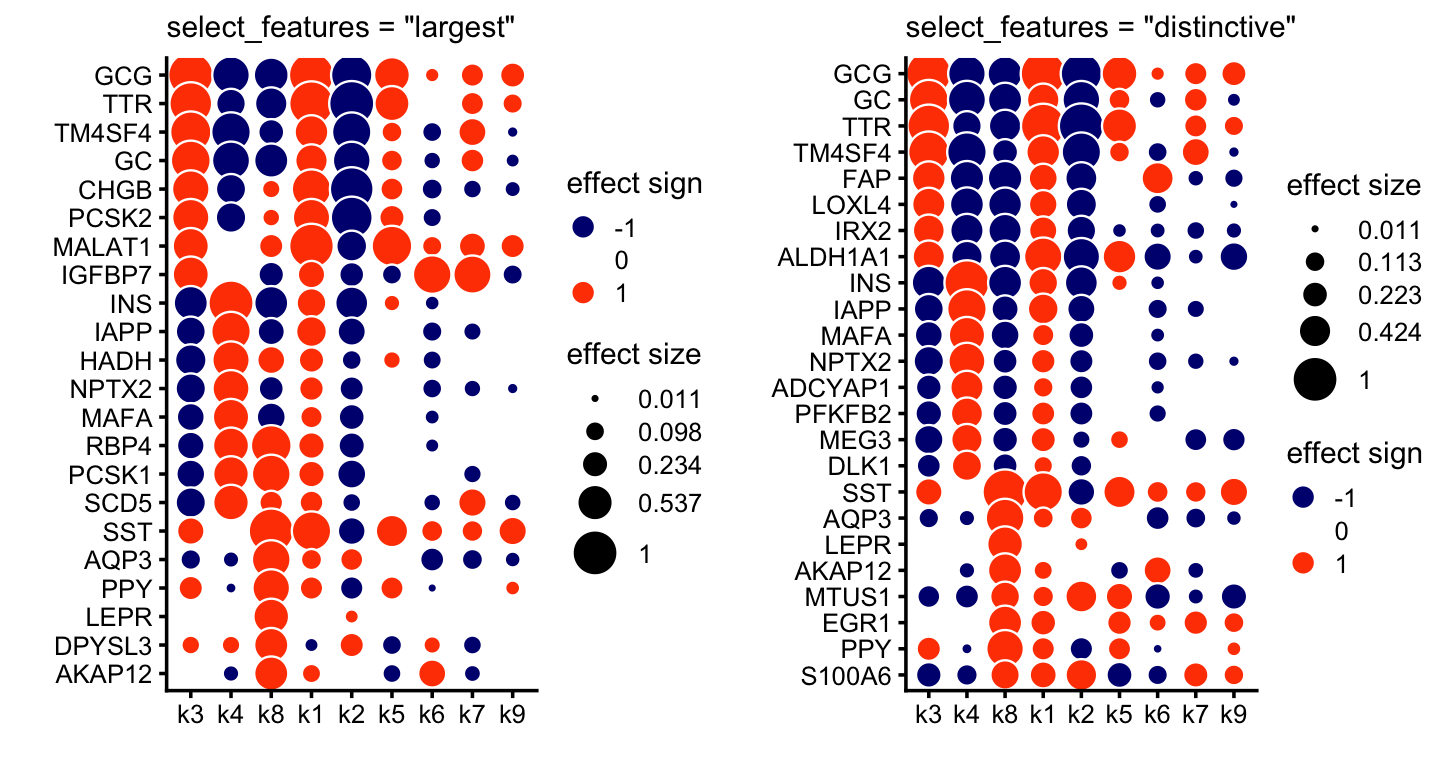 select_features = "largest"
GCG
TTR
TM4SF4
GC
CHGB
PCSK2
MALAT1
IGFBP7
INS
IAPP
HADH
NPTX2
MAFA
RBP4
PCSK1
SCD5
SST
AQP3
PPY
LEPR
DPYSL3
AKAP12
k3 k4 k8 k1 k2 k5 k6 k7 k9
effect sign
-1
0
1
effect size
0.011
0.098
0.234
0.537
1
select_features = "distinctive"
GCG
GC
TTR
TM4SF4
FAP
LOXL4
IRX2
ALDH1A1
INS
IAPP
MAFA
NPTX2
ADCYAP1
PFKFB2
MEG3
DLK1
SST
AQP3
LEPR
AKAP12
MTUS1
EGR1
PPY
S100A6
k3 k4 k8 k1 k2 k5 k6 k7 k9
effect size
0.011
0.113
0.223
0.424
1
effect sign
-1
0
1